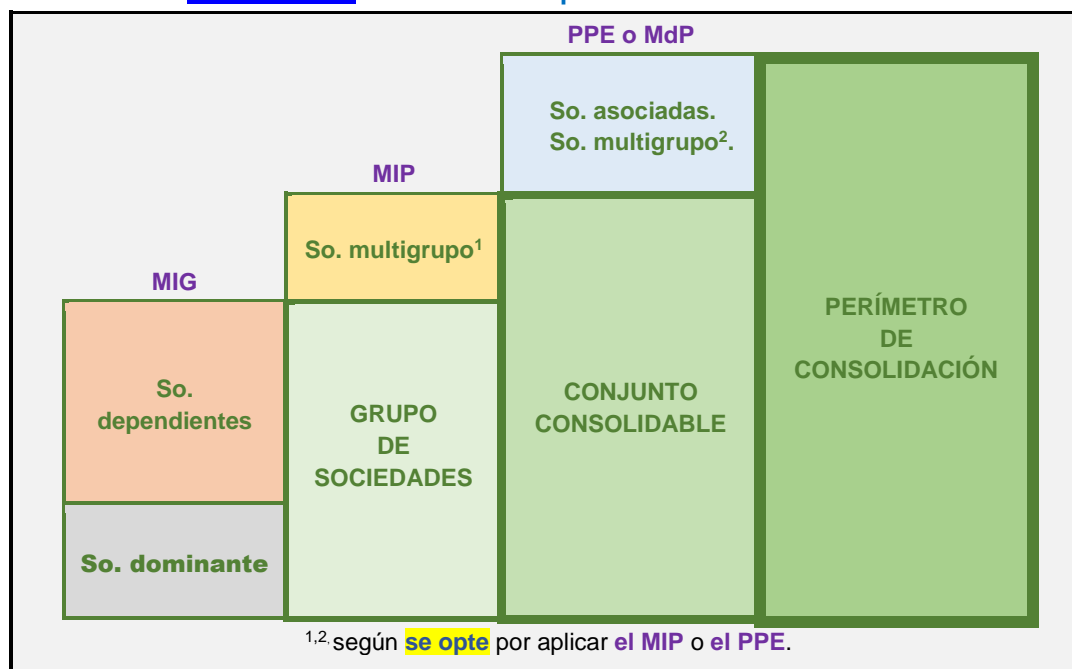 PPE o MdP
So. asociadas.
So. multigrupo².
MIP
So. multigrupo¹
MIG
PERÍMETRO
DE
CONSOLIDACIÓN
So.
dependientes
CONJUNTO
CONSOLIDABLE
GRUPO
DE
SOCIEDADES
So. dominante
1,2, según se opte por aplicar el MIP o el PPE.